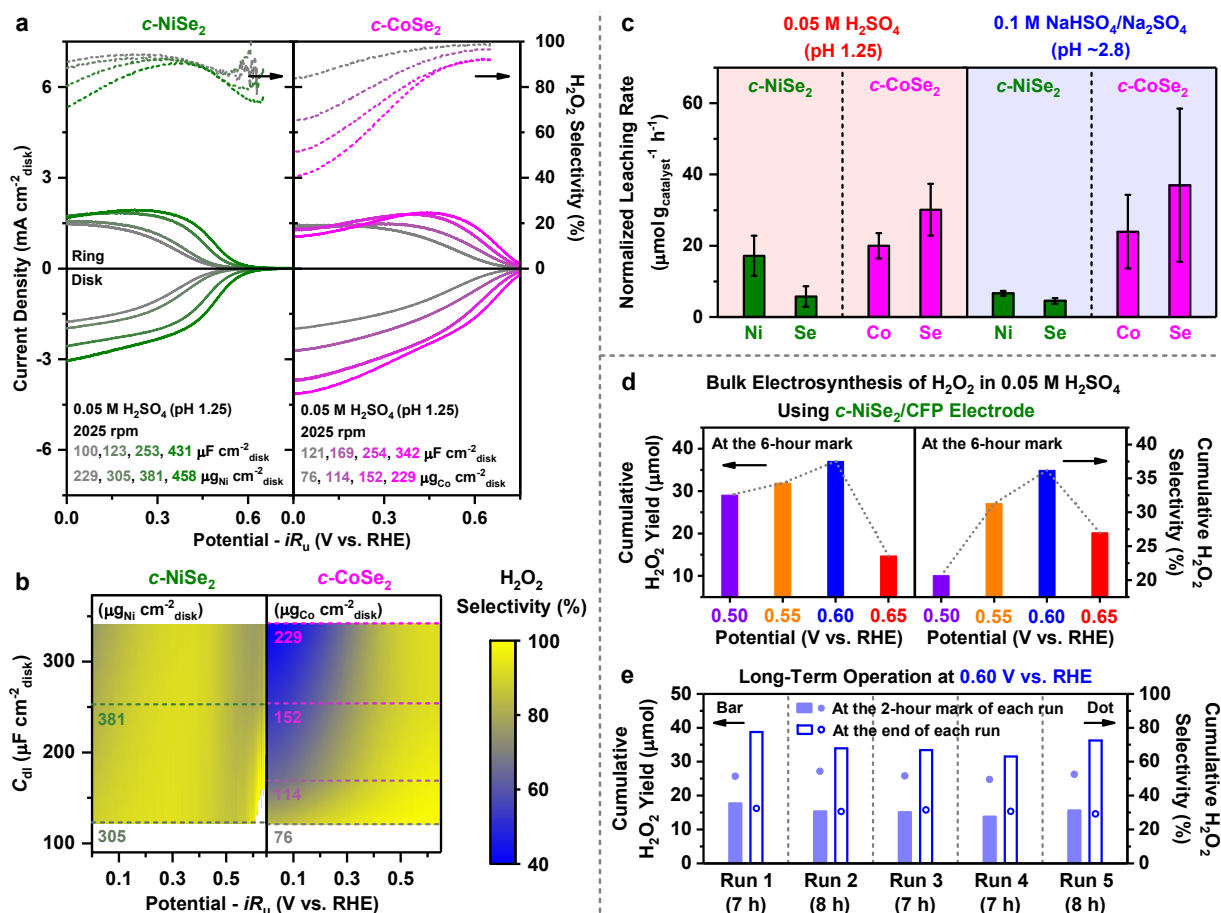 a
c-NiSe2
c-CoSe2
Current Density (mA cm-2disk)
6
3
0
-3
-6
Ring
Disk
100
80
60
40
20
0
H2O2 Selectivity (%)
0.05 M H2SO4 (pH 1.25)
2025 rpm
100, 123, 253, 431 μF cm-2disk
229, 305, 381, 458 μgNi cm-2disk
0.05 M H2SO4 (pH 1.25)
2025 rpm
121, 169, 254, 342 μF cm-2disk
76, 114, 152, 229 μgCo cm-2disk
0.0 0.3 0.6 0.0 0.3 0.6
Potential - iRu (V vs. RHE)
b
c-NiSe2
c-CoSe2
H2O2
Selectivity (%)
(μgNi cm-2disk)
(μgCo cm-2disk)
Cdl (μF cm-2disk)
300
200
100
381
305
229
152
114
76
100
80
60
40
0.1 0.3 0.5 0.1 0.3 0.5
Potential - iRu (V vs. RHE)
c
0.05 M H2SO4
(pH 1.25)
0.1 M NaHSO4/Na2SO4
(pH ~2.8)
Normalized Leaching Rate
(μmol gcatalyst-1 h-1)
60
40
20
0
c-NiSe2
c-CoSe2
c-NiSe2
c-CoSe2
Ni Se Co Se Ni Se Co Se
d
Bulk Electrosynthesis of H2O2 in 0.05 M H2SO4
Using c-NiSe2/CFP Electrode
Cumulative
H2O2 Yield (μmol)
40
30
20
10
At the 6-hour mark
At the 6-hour mark
40
35
30
25
20
Cumulative H2O2
Selectivity (%)
0.50 0.55 0.60 0.65
0.50 0.55 0.60 0.65
Potential (V vs. RHE)
Potential (V vs. RHE)
e
Long-Term Operation at 0.60 V vs. RHE
Cumulative
H2O2 Yield (μmol)
50
40
30
20
10
0
Bar
At the 2-hour mark of each run
At the end of each run
Dot
100
80
60
40
20
0
Cumulative H2O2
Selectivity (%)
Run 1 Run 2 Run 3 Run 4 Run 5
(7 h) (8 h) (7 h) (7 h) (8 h)